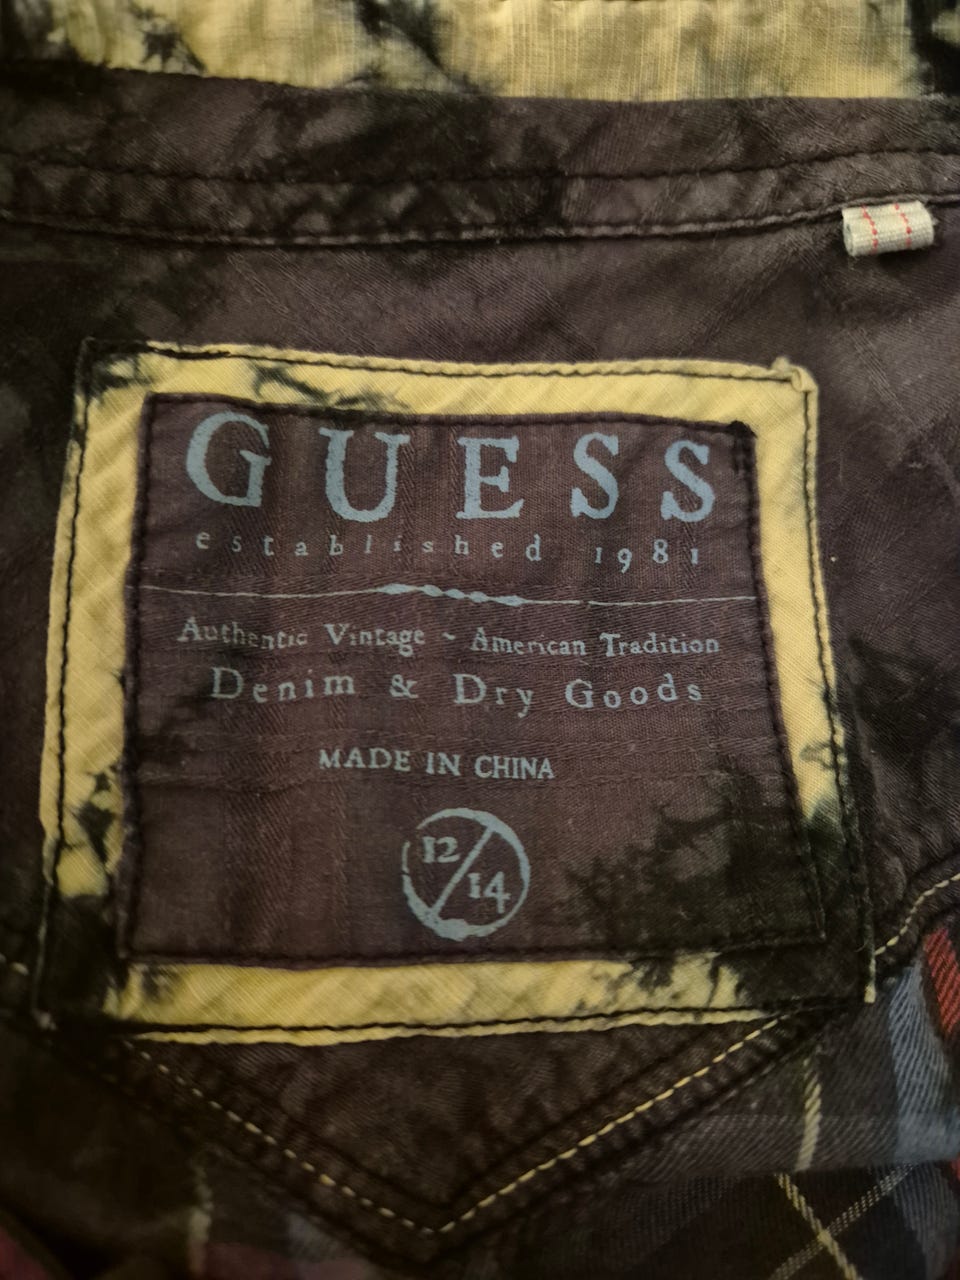 GUESS
established 1981
Authentic Vintage ~ American Tradition
Denim & Dry Goods
MADE IN CHINA
12/14